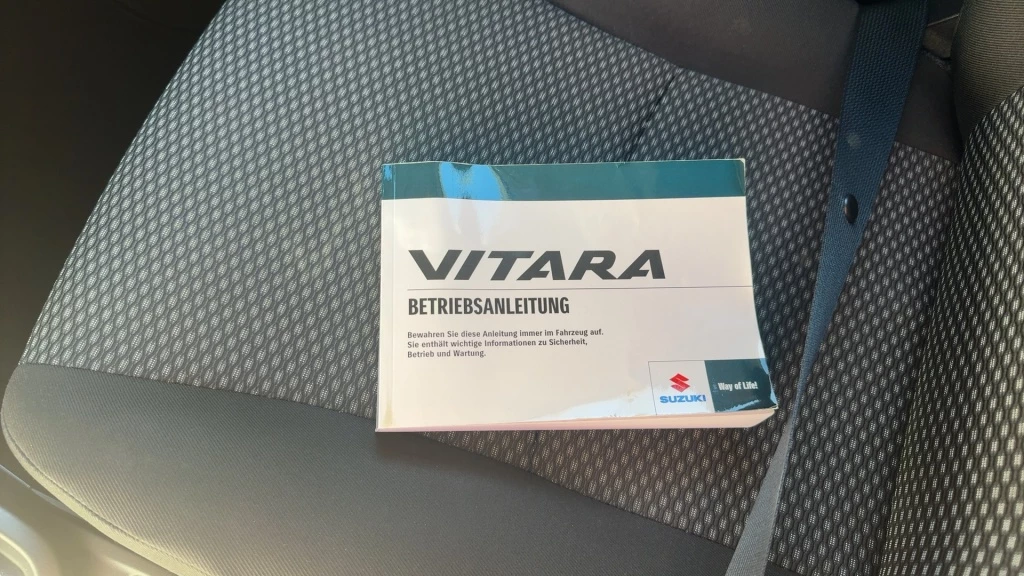 VITARA
BETRIEBSANLEITUNG
Bewahren Sie diese Anleitung immer im Fahrzeug auf.
Sie enthält wichtige Informationen zu Sicherheit,
Betrieb und Wartung.
SUZUKI
Way of Life!